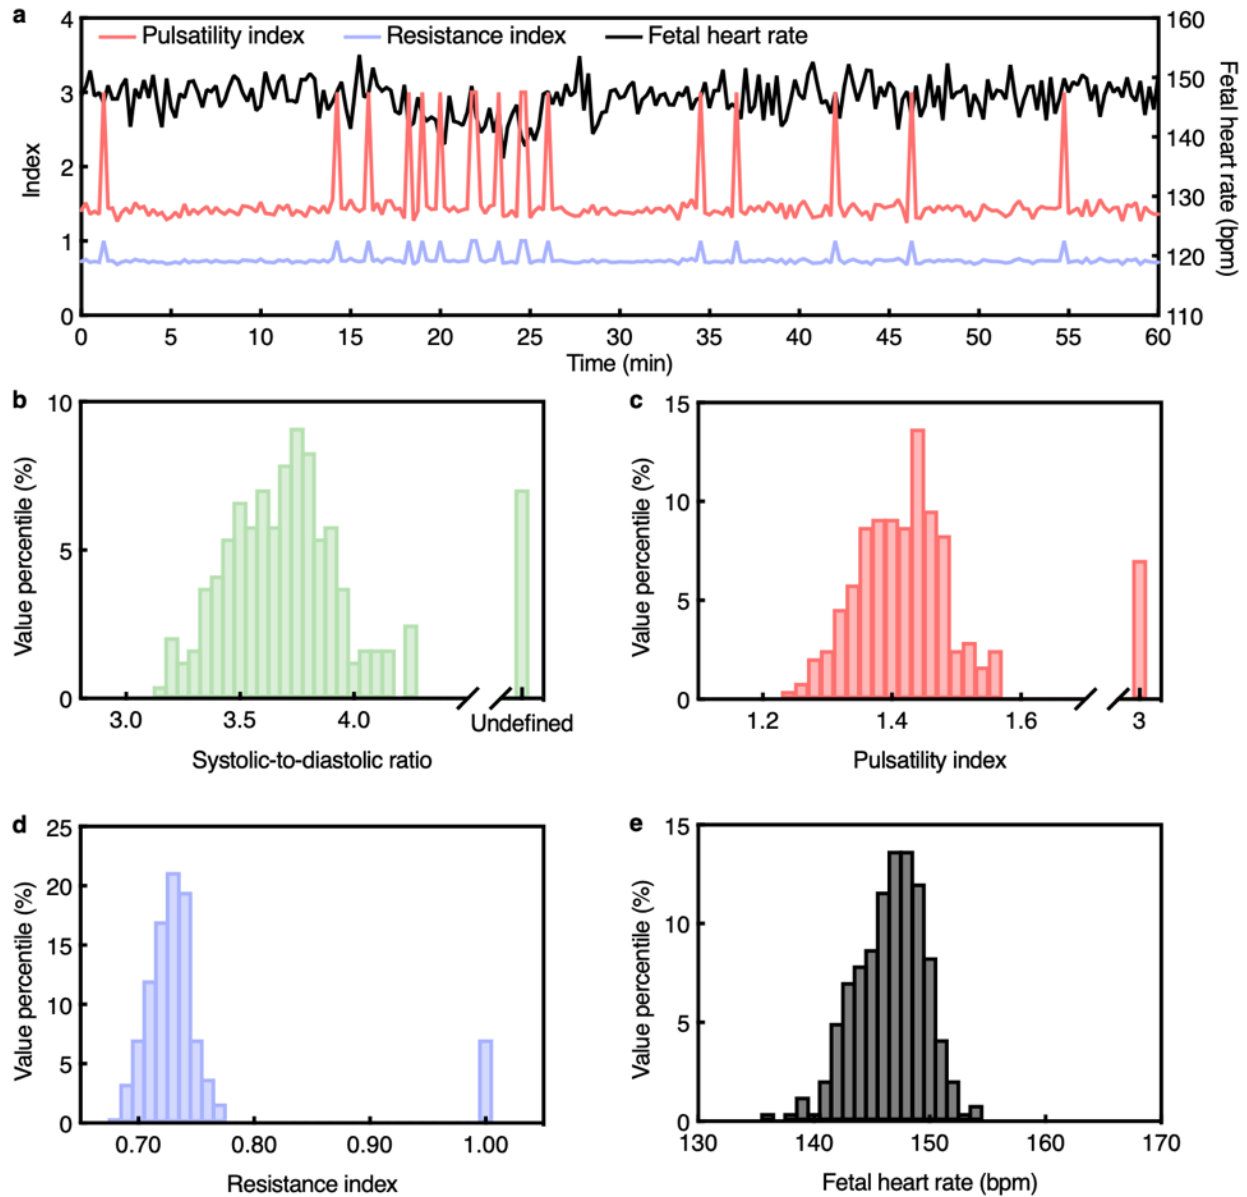 a
Pulsatility index Resistance index Fetal heart rate
4
3
2
1
0
Index
160
150
140
130
120
110
Fetal heart rate (bpm)
0 5 10 15 20 25 30 35 40 45 50 55 60
Time (min)
b
10
5
0
Value percentile (%)
3.0 3.5 4.0 Undefined
Systolic-to-diastolic ratio
c
15
10
5
0
Value percentile (%)
1.2 1.4 1.6 3
Pulsatility index
d
25
20
15
10
5
0
Value percentile (%)
0.70 0.80 0.90 1.00
Resistance index
e
15
10
5
0
Value percentile (%)
130 140 150 160 170
Fetal heart rate (bpm)